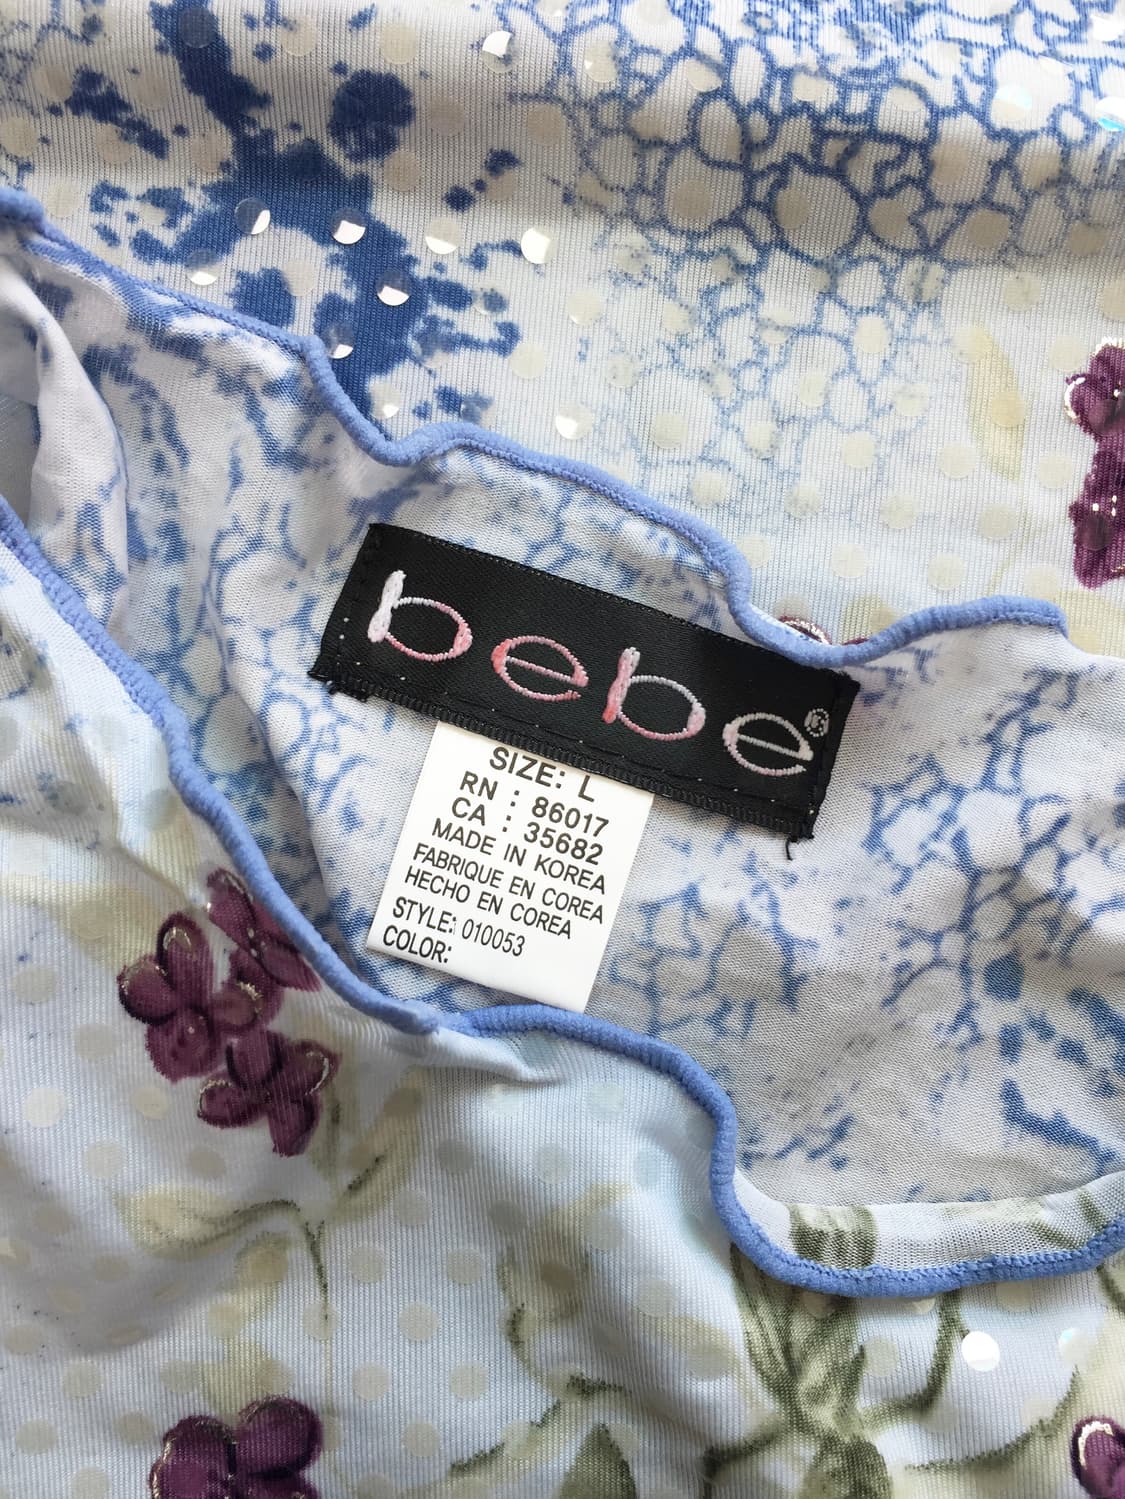 bebe®
SIZE: L
RN : 86017
CA : 35682
MADE IN KOREA
FABRIQUE EN COREA
HECHO EN COREA
STYLE: 010053
COLOR: